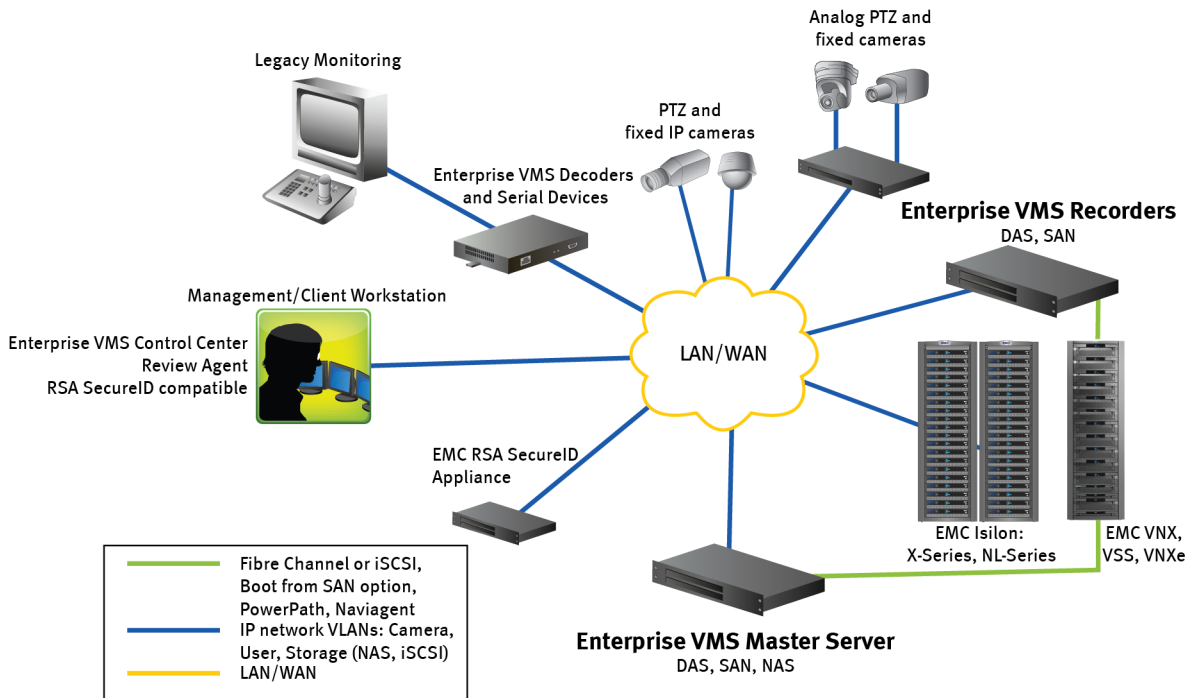 Analog PTZ and
fixed cameras
Legacy Monitoring
PTZ and
fixed IP cameras
Enterprise VMS Decoders
and Serial Devices
Enterprise VMS Recorders
DAS, SAN
Management/Client Workstation
Enterprise VMS Control Center
Review Agent
RSA SecureID compatible
LAN/WAN
EMC RSA SecureID
Appliance
EMC Isilon:
X-Series, NL-Series
EMC VNX,
VSS, VNXe
Fibre Channel or iSCSI,
Boot from SAN option,
PowerPath, Naviagent
IP network VLANs: Camera,
User, Storage (NAS, iSCSI)
LAN/WAN
Enterprise VMS Master Server
DAS, SAN, NAS